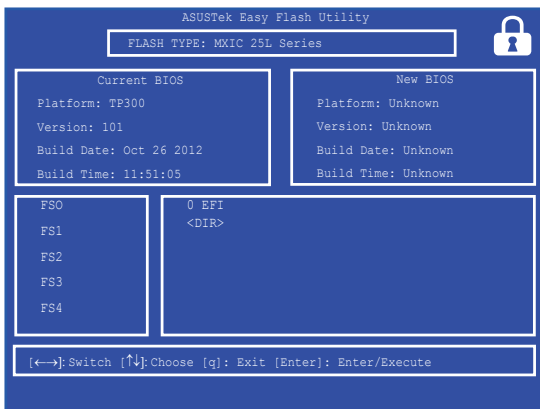 ASUSTek Easy Flash Utility
FLASH TYPE: MXIC 25L Series
Current BIOS
Platform: TP300
Version: 101
Build Date: Oct 26 2012
Build Time: 11:51:05
New BIOS
Platform: Unknown
Version: Unknown
Build Date: Unknown
Build Time: Unknown
FSO
FS1
FS2
FS3
FS4
0 EFI
<DIR>
[←→]: Switch [↑↓]: Choose [q]: Exit [Enter]: Enter/Execute